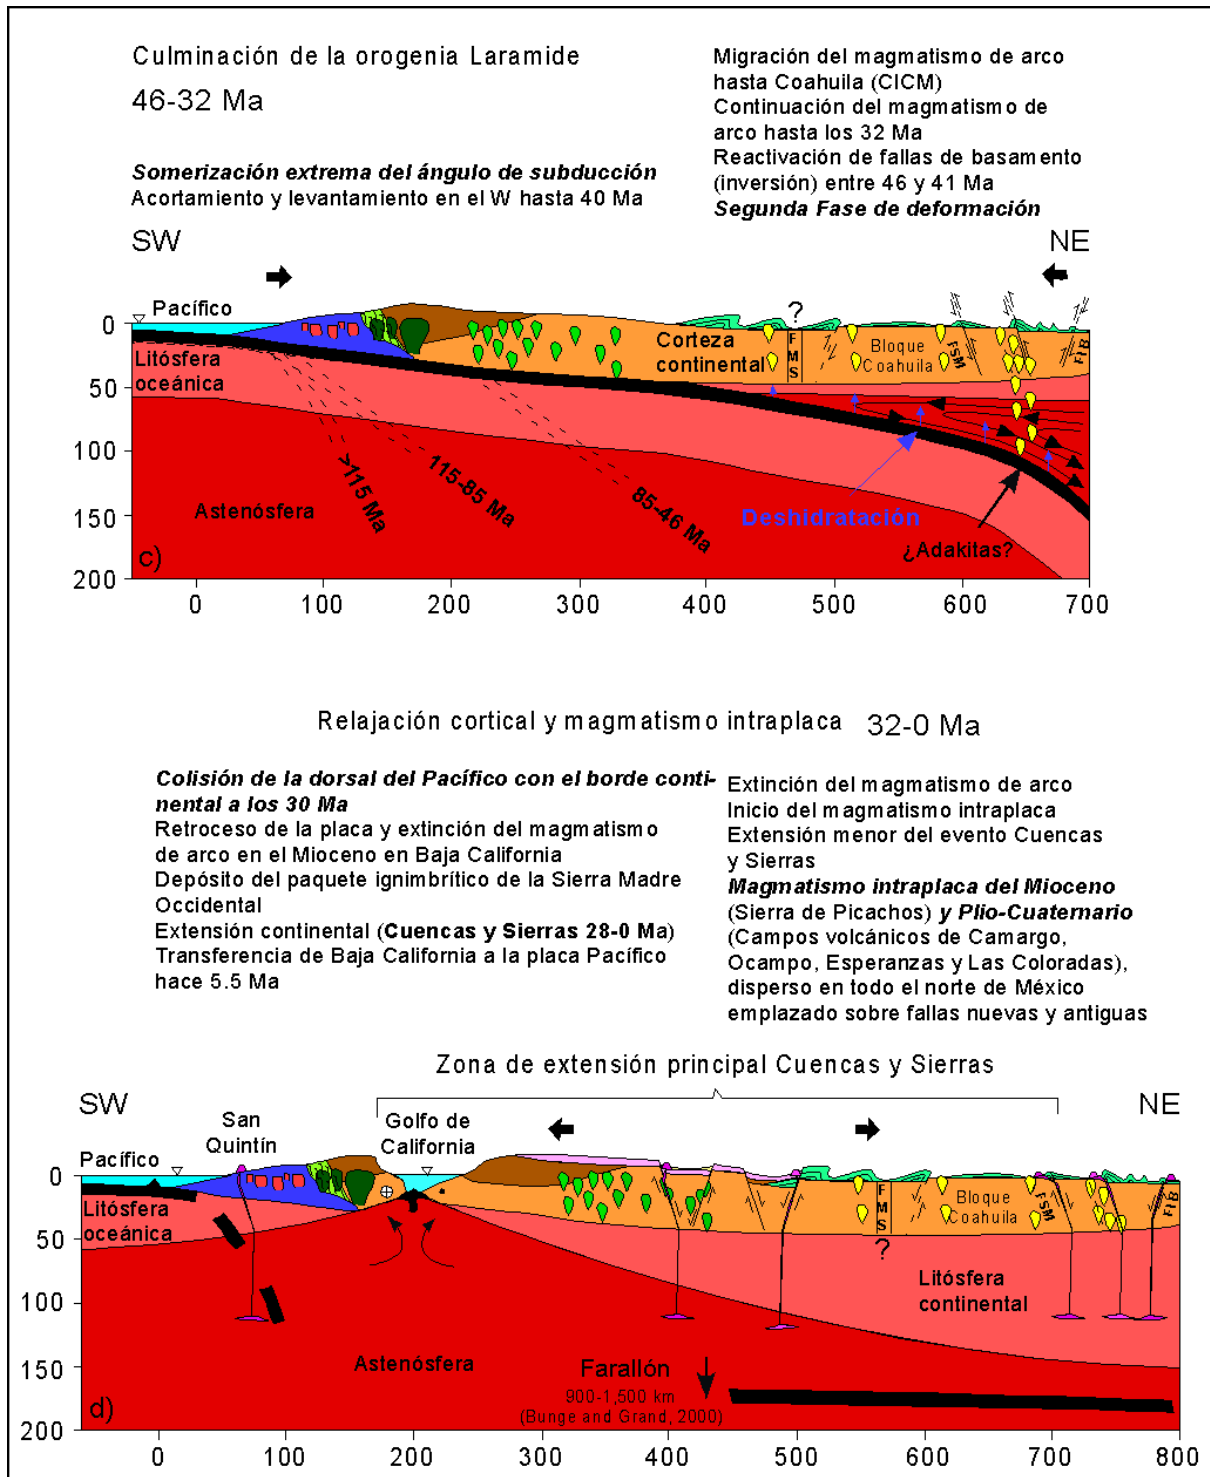 Culminación de la orogenia Laramide
46-32 Ma
Somerización extrema del ángulo de subducción
Acortamiento y levantamiento en el W hasta 40 Ma
Migración del magmatismo de arco
hasta Coahuila (CICM)
Continuación del magmatismo de
arco hasta los 32 Ma
Reactivación de fallas de basamento
(inversión) entre 46 y 41 Ma
Segunda Fase de deformación
SW
NE
Pacífico
?
0
50
100
150
200
Litósfera
oceánica
Corteza
continental
FMS
Bloque
Coahuila
FSM
FTB
>115 Ma
115-85 Ma
85-46 Ma
Astenósfera
Deshidratación
¿Adakitas?
c)
0
100
200
300
400
500
600
700
Relajación cortical y magmatismo intraplaca 32-0 Ma
Colisión de la dorsal del Pacífico con el borde conti-
nental a los 30 Ma
Retroceso de la placa y extinción del magmatismo
de arco en el Mioceno en Baja California
Depósito del paquete ignimbrítico de la Sierra Madre
Occidental
Extensión continental (Cuencas y Sierras 28-0 Ma)
Transferencia de Baja California a la placa Pacífico
hace 5.5 Ma
Extinción del magmatismo de arco
Inicio del magmatismo intraplaca
Extensión menor del evento Cuencas
y Sierras
Magmatismo intraplaca del Mioceno
(Sierra de Picachos) y Plio-Cuaternario
(Campos volcánicos de Camargo,
Ocampo, Esperanzas y Las Coloradas),
disperso en todo el norte de México
emplazado sobre fallas nuevas y antiguas
Zona de extensión principal Cuencas y Sierras
SW
NE
San
Quintín
Golfo de
California
Pacífico
0
50
100
150
200
Litósfera
oceánica
FMS
?
Bloque
Coahuila
FSM
FTB
Litósfera
continental
Astenósfera
Farallón
900-1,500 km
(Bunge and Grand, 2000)
d)
0
100
200
300
400
500
600
700
800